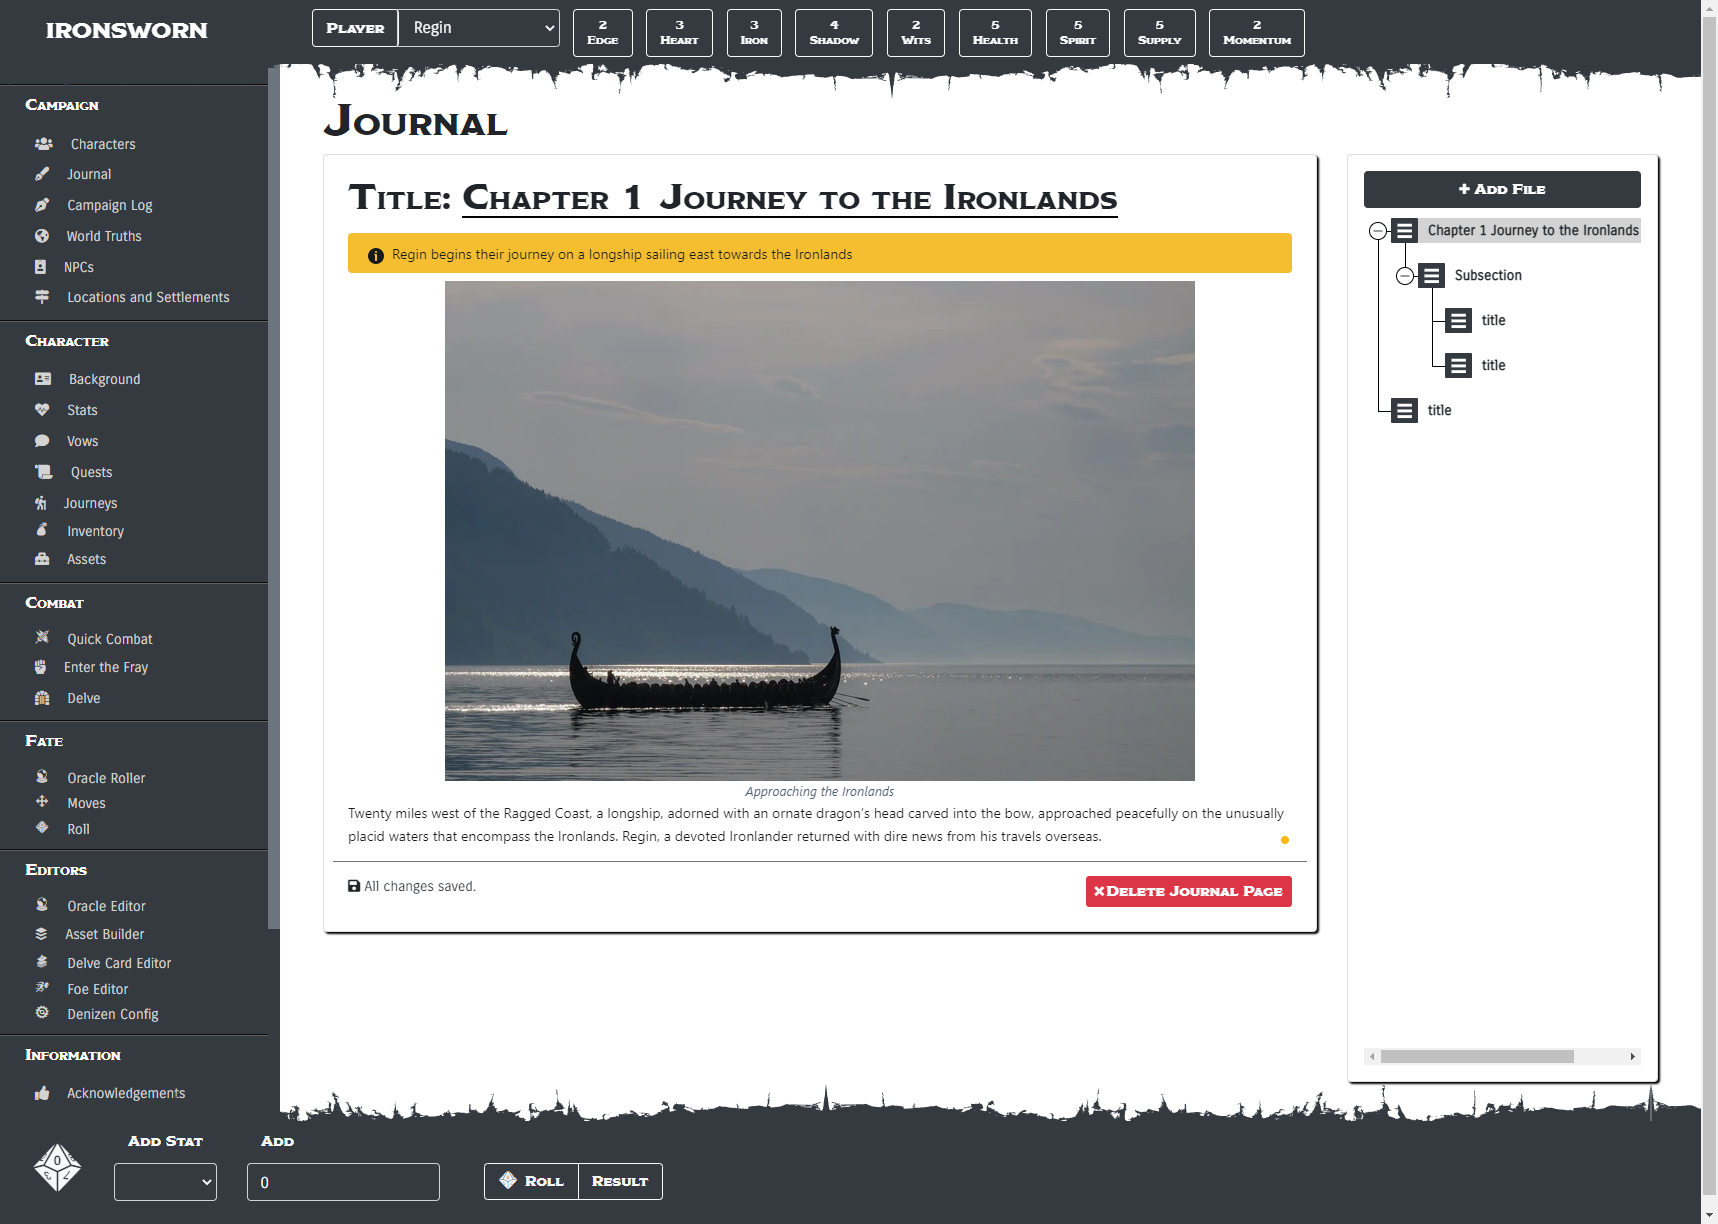 IRONSWORN
Player
Regin
2 Edge
3 Heart
3 Iron
4 Shadow
2 Wits
5 Health
5 Spirit
5 Supply
2 Momentum
Campaign
Characters
Journal
Campaign Log
World Truths
NPCs
Locations and Settlements
Character
Background
Stats
Vows
Quests
Journeys
Inventory
Assets
Combat
Quick Combat
Enter the Fray
Delve
Fate
Oracle Roller
Moves
Roll
Editors
Oracle Editor
Asset Builder
Delve Card Editor
Foe Editor
Denizen Config
Information
Acknowledgements
Journal
Title: Chapter 1 Journey to the Ironlands
Regin begins their journey on a longship sailing east towards the Ironlands
Approaching the Ironlands
Twenty miles west of the Ragged Coast, a longship, adorned with an ornate dragon's head carved into the bow, approached peacefully on the unusually
placid waters that encompass the Ironlands. Regin, a devoted Ironlander returned with dire news from his travels overseas.
All changes saved.
Delete Journal Page
Add File
Chapter 1 Journey to the Ironlands
Subsection
title
title
title
Add Stat
Add
0
Roll
Result